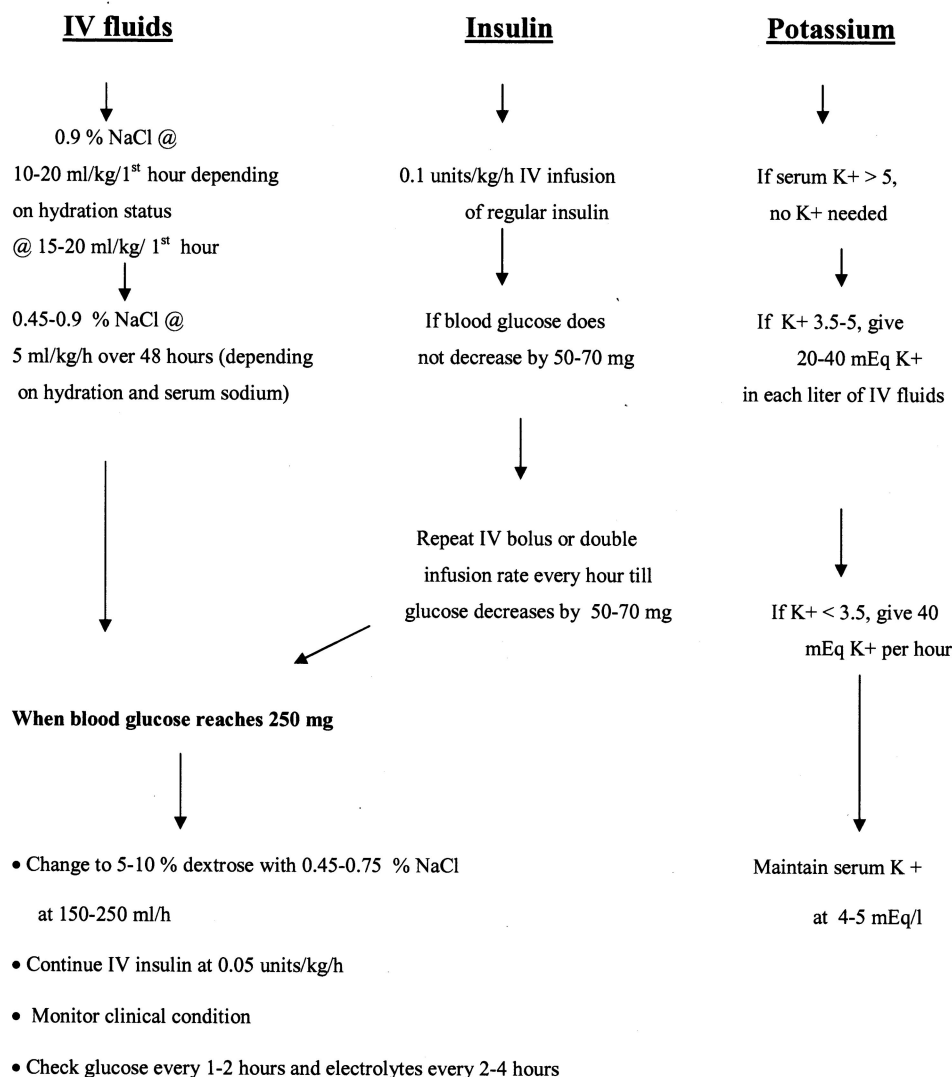 IV fluids
0.9 % NaCl @
10-20 ml/kg/1st hour depending
on hydration status
@ 15-20 ml/kg/ 1st hour
0.45-0.9 % NaCl @
5 ml/kg/h over 48 hours (depending
on hydration and serum sodium)
Insulin
0.1 units/kg/h IV infusion
of regular insulin
If blood glucose does
not decrease by 50-70 mg
Repeat IV bolus or double
infusion rate every hour till
glucose decreases by 50-70 mg
Potassium
If serum K+ > 5,
no K+ needed
If K+ 3.5-5, give
20-40 mEq K+
in each liter of IV fluids
If K+ < 3.5, give 40
mEq K+ per hour
Maintain serum K +
at 4-5 mEq/l
When blood glucose reaches 250 mg
• Change to 5-10 % dextrose with 0.45-0.75 % NaCl
at 150-250 ml/h
• Continue IV insulin at 0.05 units/kg/h
• Monitor clinical condition
• Check glucose every 1-2 hours and electrolytes every 2-4 hours